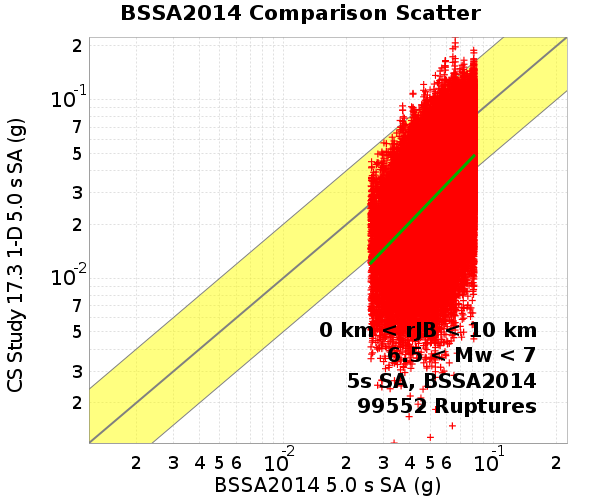 BSSA2014 Comparison Scatter
CS Study 17.3 1-D 5.0 s SA (g)
2
10-1
7
5
3
2
10-2
7
5
3
2
0 km < rJB < 10 km
6.5 < Mw < 7
5s SA, BSSA2014
99552 Ruptures
2 3 4 5 6 10-2 2 3 4 5 6 10-1 2
BSSA2014 5.0 s SA (g)